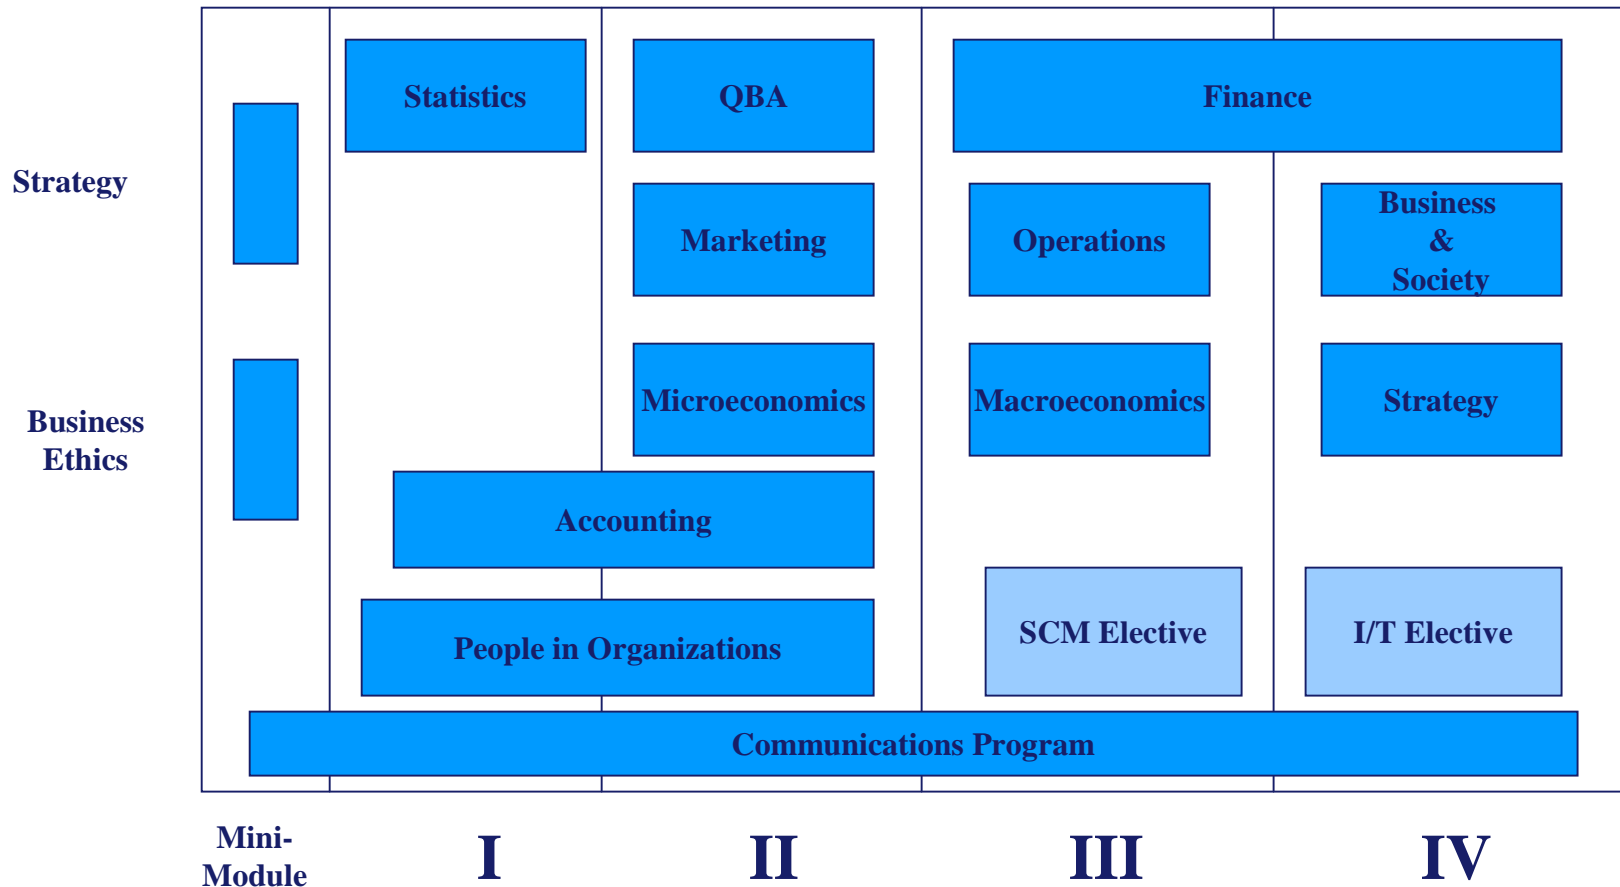 Statistics
QBA
Finance
Strategy
Marketing
Operations
Business
&
Society
Business
Ethics
Microeconomics
Macroeconomics
Strategy
Accounting
People in Organizations
SCM Elective
I/T Elective
Communications Program
Mini-
Module
I
II
III
IV